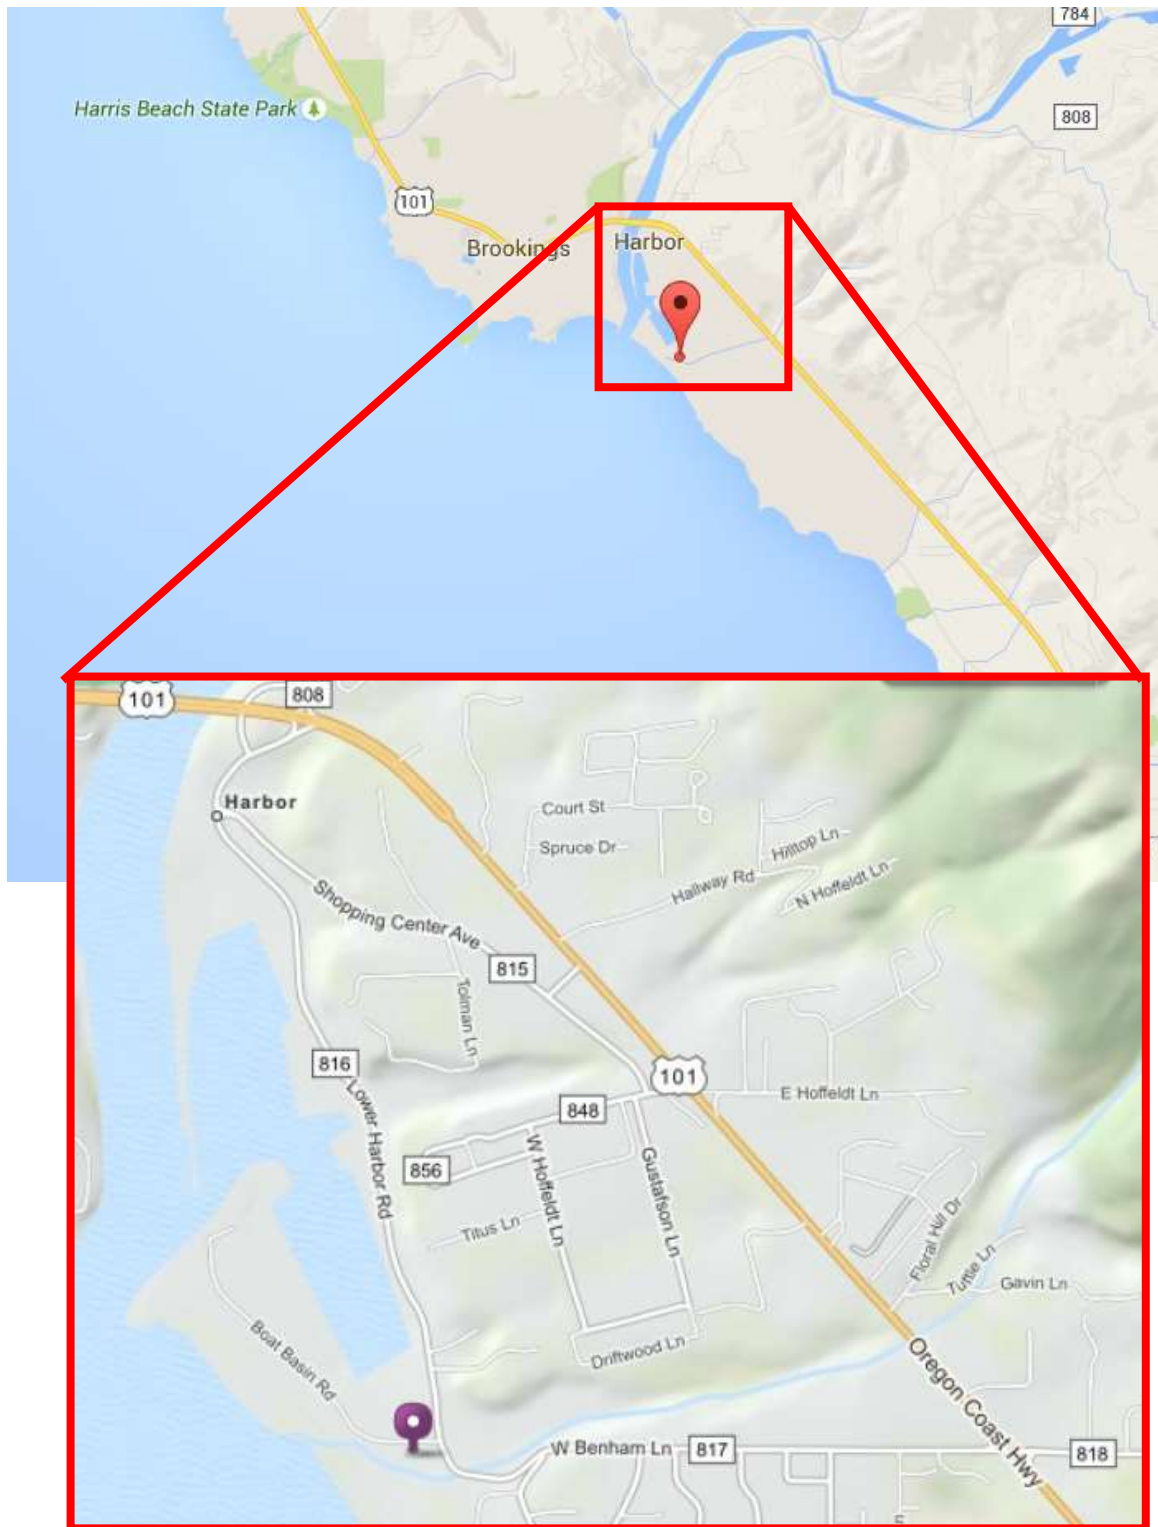 784
Harris Beach State Park
808
101
Brookings
Harbor
101
808
Harbor
Court St
Spruce Dr
Hilltop Ln
Hallway Rd
N Hoffeldt Ln
Shopping Center Ave
815
Tolman Ln
816
101
E Hoffeldt Ln
848
Lower Harbor Rd
856
W Hoffeldt Ln
Gustafson Ln
Titus Ln
Floral Hill Dr
Tuttle Ln
Gavin Ln
Boat Basin Rd
Driftwood Ln
Oregon Coast Hwy
W Benham Ln
817
818